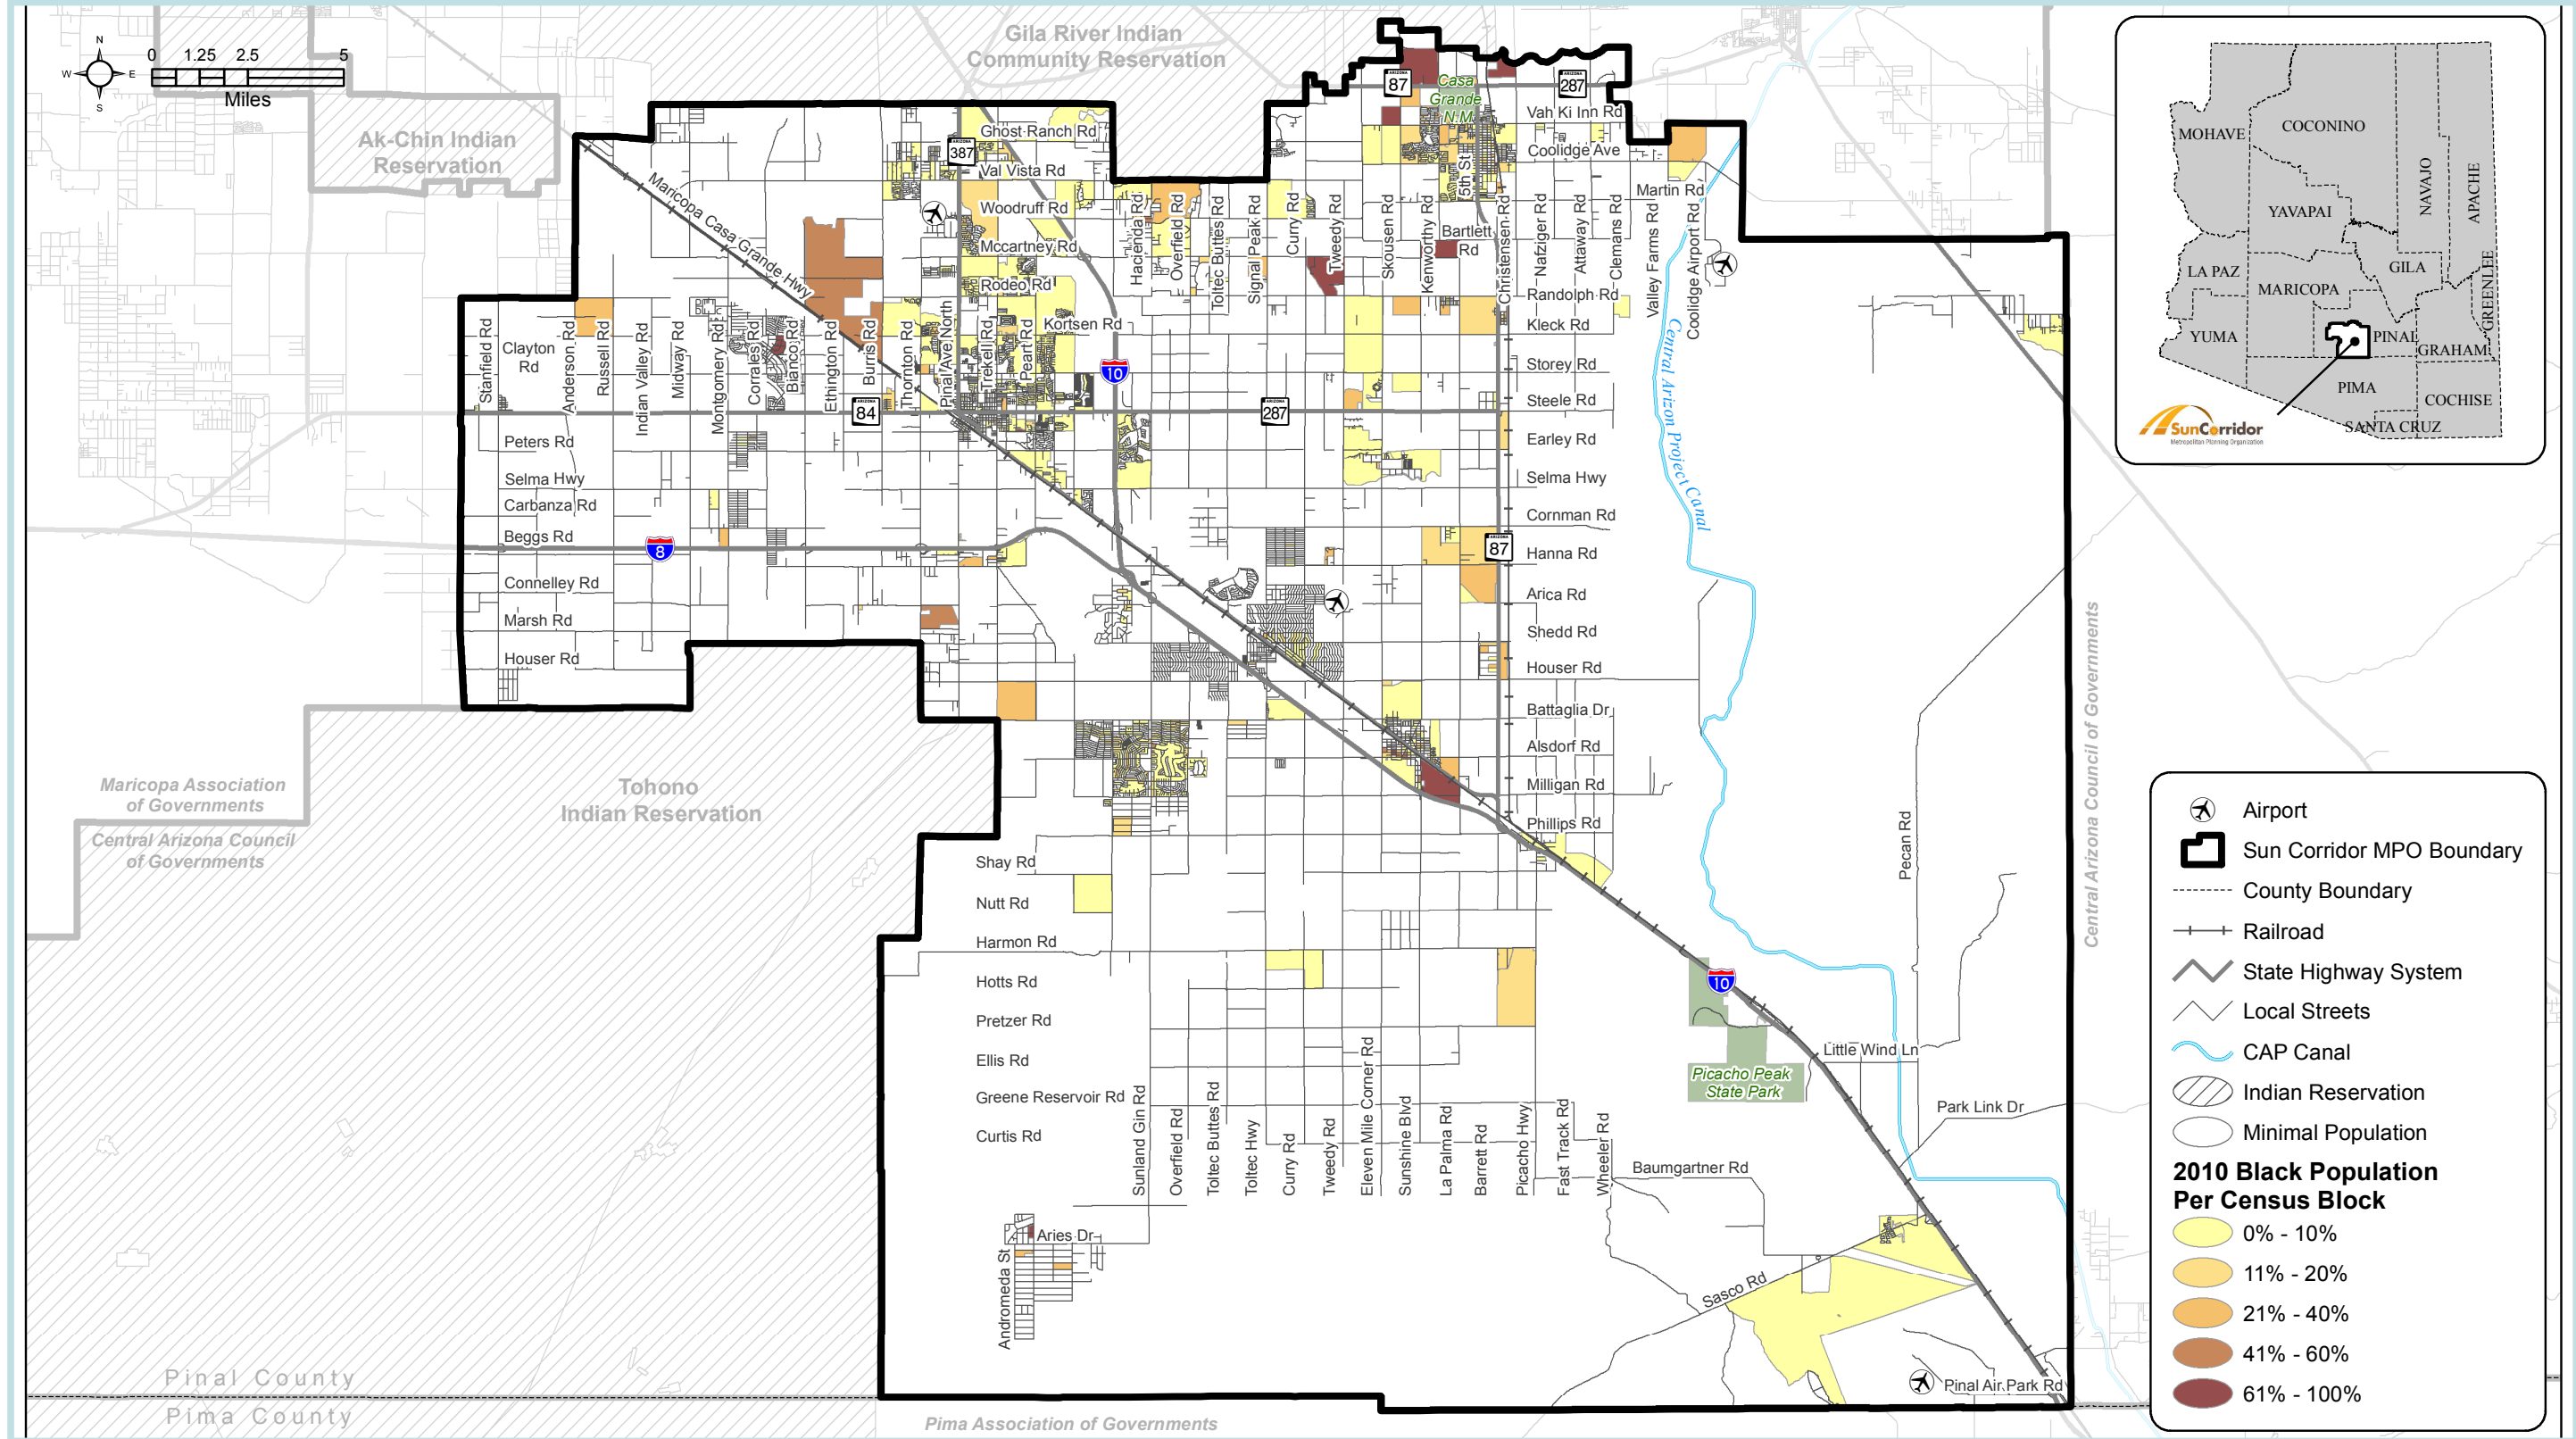 N
W
E
S
0 1.25 2.5 5
Miles
Gila River Indian
Community Reservation
Ak-Chin Indian
Reservation
Tohono
Indian Reservation
Maricopa Association
of Governments
Central Arizona Council
of Governments
Pinal County
Pima County
Pima Association of Governments
Central Arizona Council of Governments
ARIZONA
87
Casa
Grande
N.M.
ARIZONA
287
Vah Ki Inn Rd
Coolidge Ave
5th St
Martin Rd
Ghost Ranch Rd
ARIZONA
387
Val Vista Rd
Woodruff Rd
Mccartney Rd
Rodeo Rd
Kortsen Rd
Maricopa Casa Grande Hwy
Hacienda Rd
Overfield Rd
Toltec Buttes Rd
Signal Peak Rd
Curry Rd
Tweedy Rd
Skousen Rd
Kenworthy Rd
Bartlett
Rd
Christensen Rd
Nafziger Rd
Attaway Rd
Clemans Rd
Valley Farms Rd
Coolidge Airport Rd
Randolph Rd
Kleck Rd
Storey Rd
Steele Rd
Earley Rd
Selma Hwy
Cornman Rd
Hanna Rd
Arica Rd
Shedd Rd
Houser Rd
Battaglia Dr
Alsdorf Rd
Milligan Rd
Phillips Rd
Central Arizona Project Canal
Stanfield Rd
Clayton
Rd
Anderson Rd
Russell Rd
Indian Valley Rd
Midway Rd
Montgomery Rd
Corrales Rd
Bianco Rd
Ethington Rd
Burris Rd
Thornton Rd
Pinal Ave North
Trekell Rd
Peart Rd
10
ARIZONA
84
ARIZONA
287
Peters Rd
Selma Hwy
Carbanza Rd
Beggs Rd
8
Connelley Rd
Marsh Rd
Houser Rd
ARIZONA
87
Shay Rd
Nutt Rd
Harmon Rd
Hotts Rd
Pretzer Rd
Ellis Rd
Greene Reservoir Rd
Curtis Rd
Sunland Gin Rd
Overfield Rd
Toltec Buttes Rd
Toltec Hwy
Curry Rd
Tweedy Rd
Eleven Mile Corner Rd
Sunshine Blvd
La Palma Rd
Barrett Rd
Picacho Hwy
Fast Track Rd
Wheeler Rd
Baumgartner Rd
10
Picacho Peak
State Park
Pecan Rd
Little Wind Ln
Park Link Dr
Sasco Rd
Pinal Air Park Rd
Aries Dr
Andromeda St
MOHAVE
COCONINO
NAVAJO
APACHE
YAVAPAI
LA PAZ
GILA
MARICOPA
GREENLEE
YUMA
PINAL
GRAHAM
PIMA
COCHISE
SANTA CRUZ
SunCorridor
Metropolitan Planning Organization
Airport
Sun Corridor MPO Boundary
County Boundary
Railroad
State Highway System
Local Streets
CAP Canal
Indian Reservation
Minimal Population
2010 Black Population
Per Census Block
0% - 10%
11% - 20%
21% - 40%
41% - 60%
61% - 100%